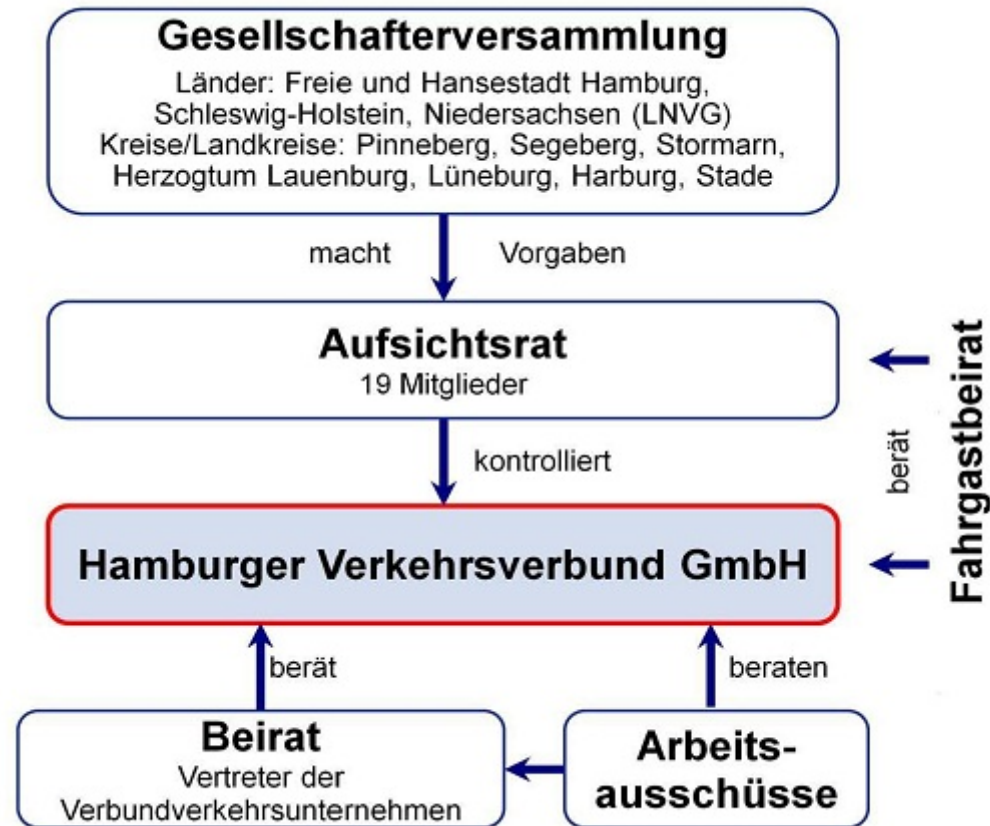 Gesellschafterversammlung
Länder: Freie und Hansestadt Hamburg,
Schleswig-Holstein, Niedersachsen (LNVG)
Kreise/Landkreise: Pinneberg, Segeberg, Stormarn,
Herzogtum Lauenburg, Lüneburg, Harburg, Stade
macht Vorgaben
Aufsichtsrat
19 Mitglieder
kontrolliert
Hamburger Verkehrsverbund GmbH
berät
Fahrgastbeirat
berät
beraten
Beirat
Vertreter der
Verbundverkehrsunternehmen
Arbeits-
ausschüsse